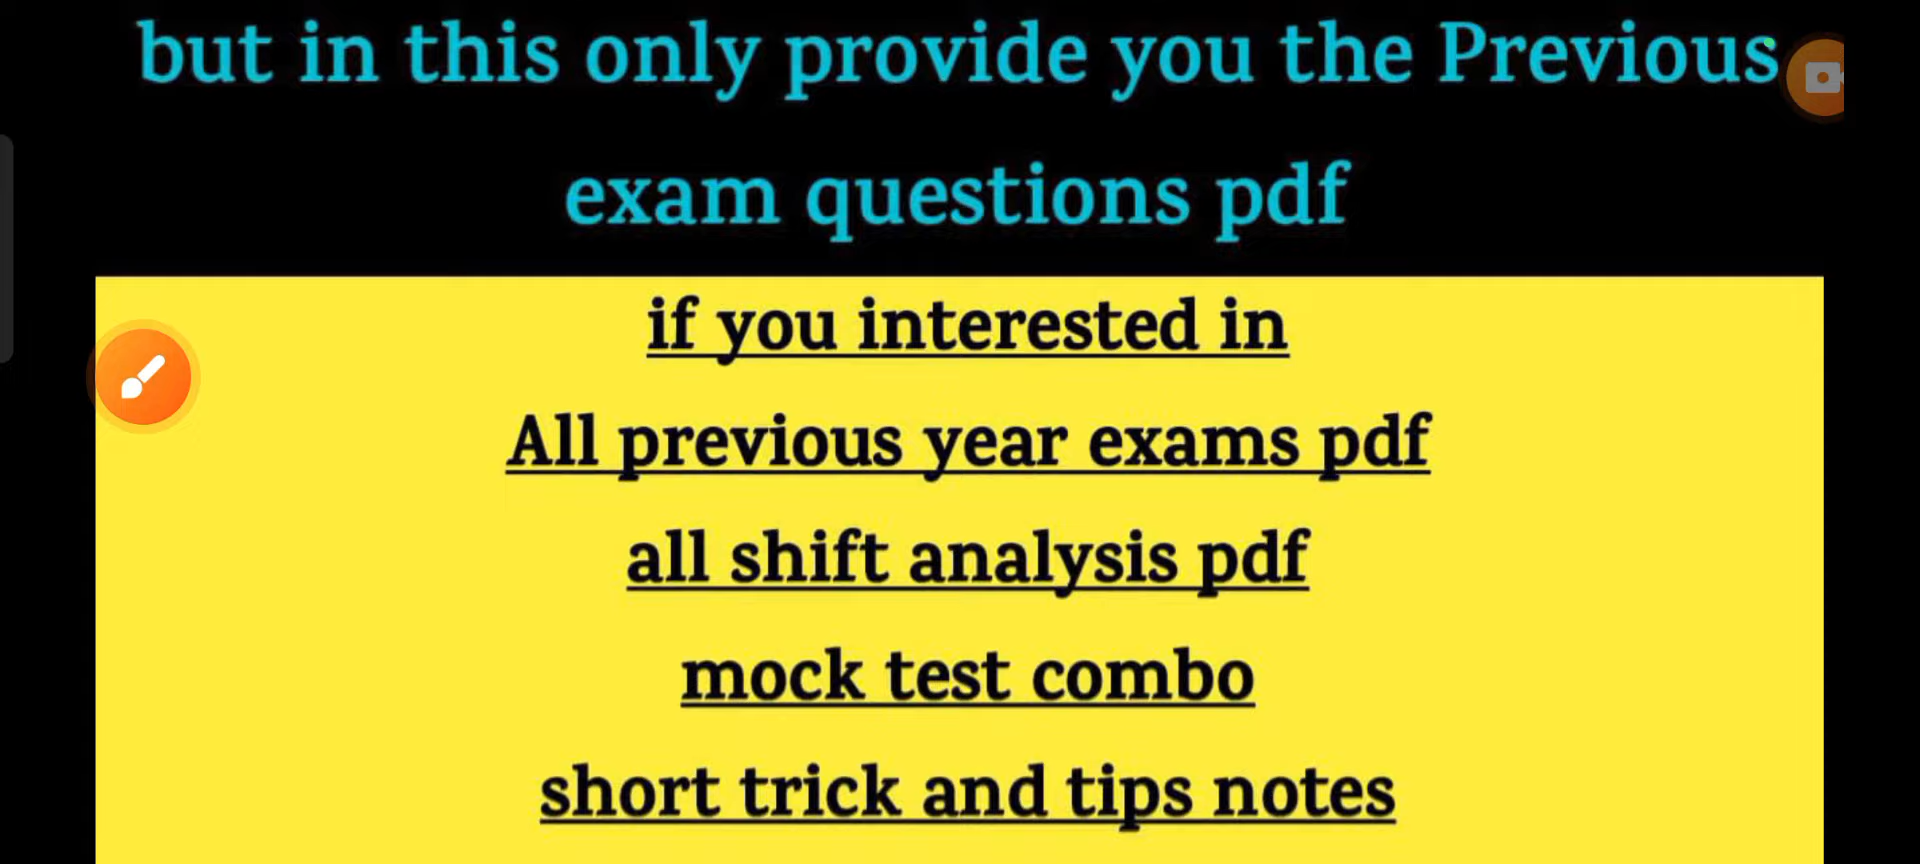 but in this only provide you the Previous
exam questions pdf
if you interested in
All previous year exams pdf
all shift analysis pdf
mock test combo
short trick and tips notes